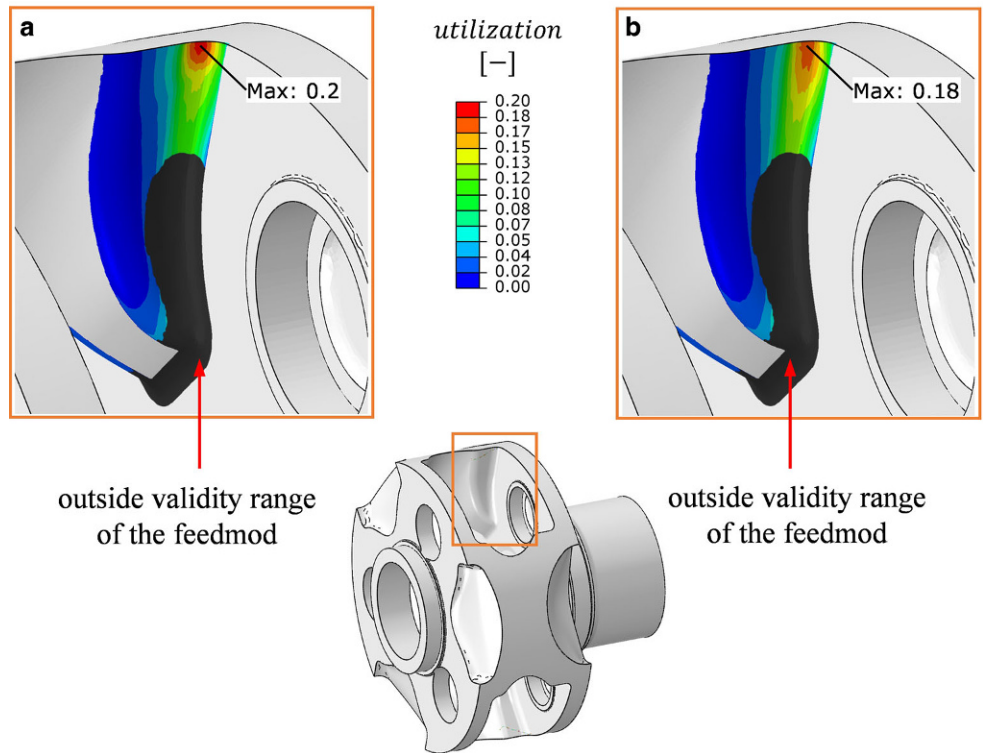 a
Max: 0.2
utilization
[−]
0.20
0.18
0.17
0.15
0.13
0.12
0.10
0.08
0.07
0.05
0.04
0.02
0.00
b
Max: 0.18
outside validity range
of the feedmod
outside validity range
of the feedmod